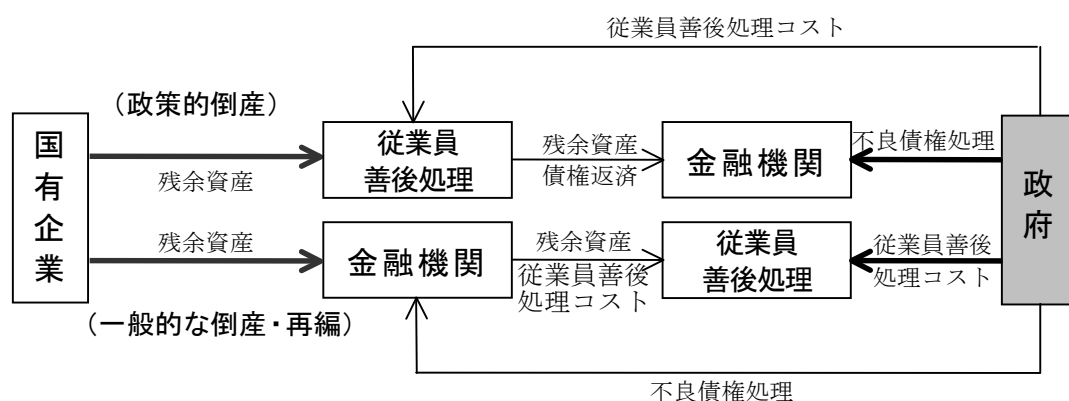 従業員善後処理コスト
（政策的倒産）
国有企業
残余資産
従業員
善後処理
残余資産
債権返済
金融機関
不良債権処理
政府
残余資産
金融機関
残余資産
従業員善後
処理コスト
従業員
善後処理
従業員善後
処理コスト
（一般的な倒産・再編）
不良債権処理